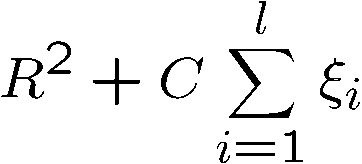 R^2 + C \sum_{i=1}^{l} \xi_i